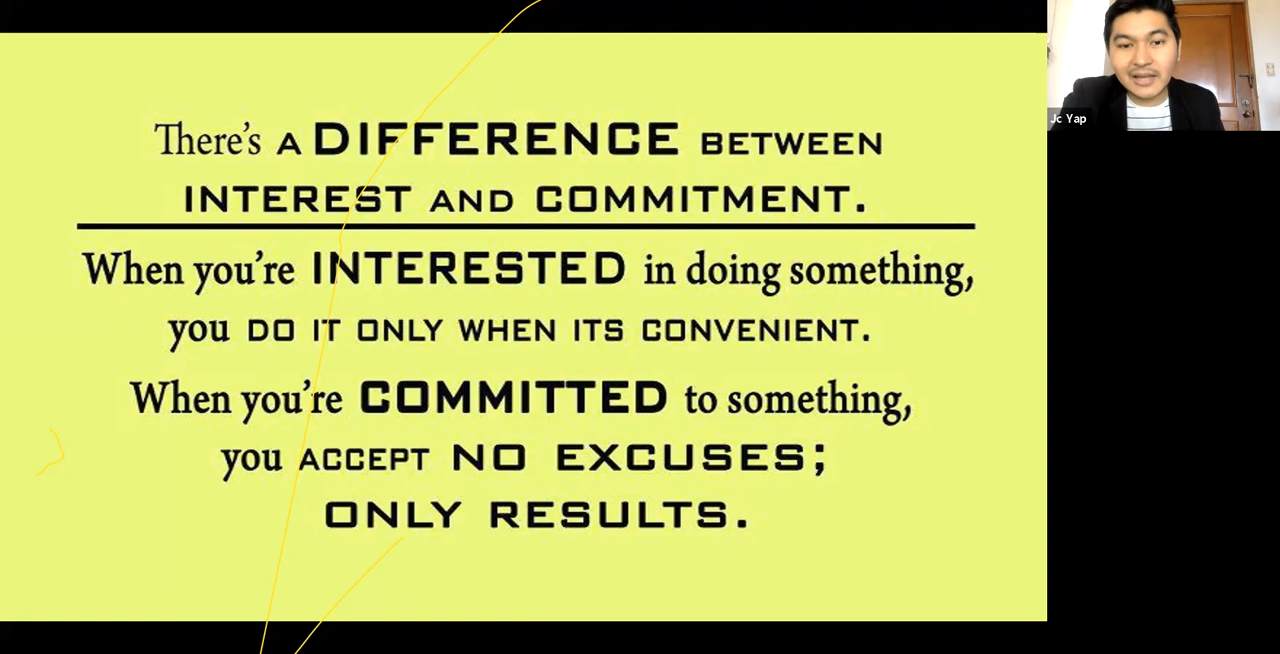 There's A DIFFERENCE BETWEEN
INTEREST AND COMMITMENT.
When you're INTERESTED in doing something,
you DO IT ONLY WHEN ITS CONVENIENT.
When you're COMMITTED to something,
you ACCEPT NO EXCUSES;
ONLY RESULTS.
Jc Yap